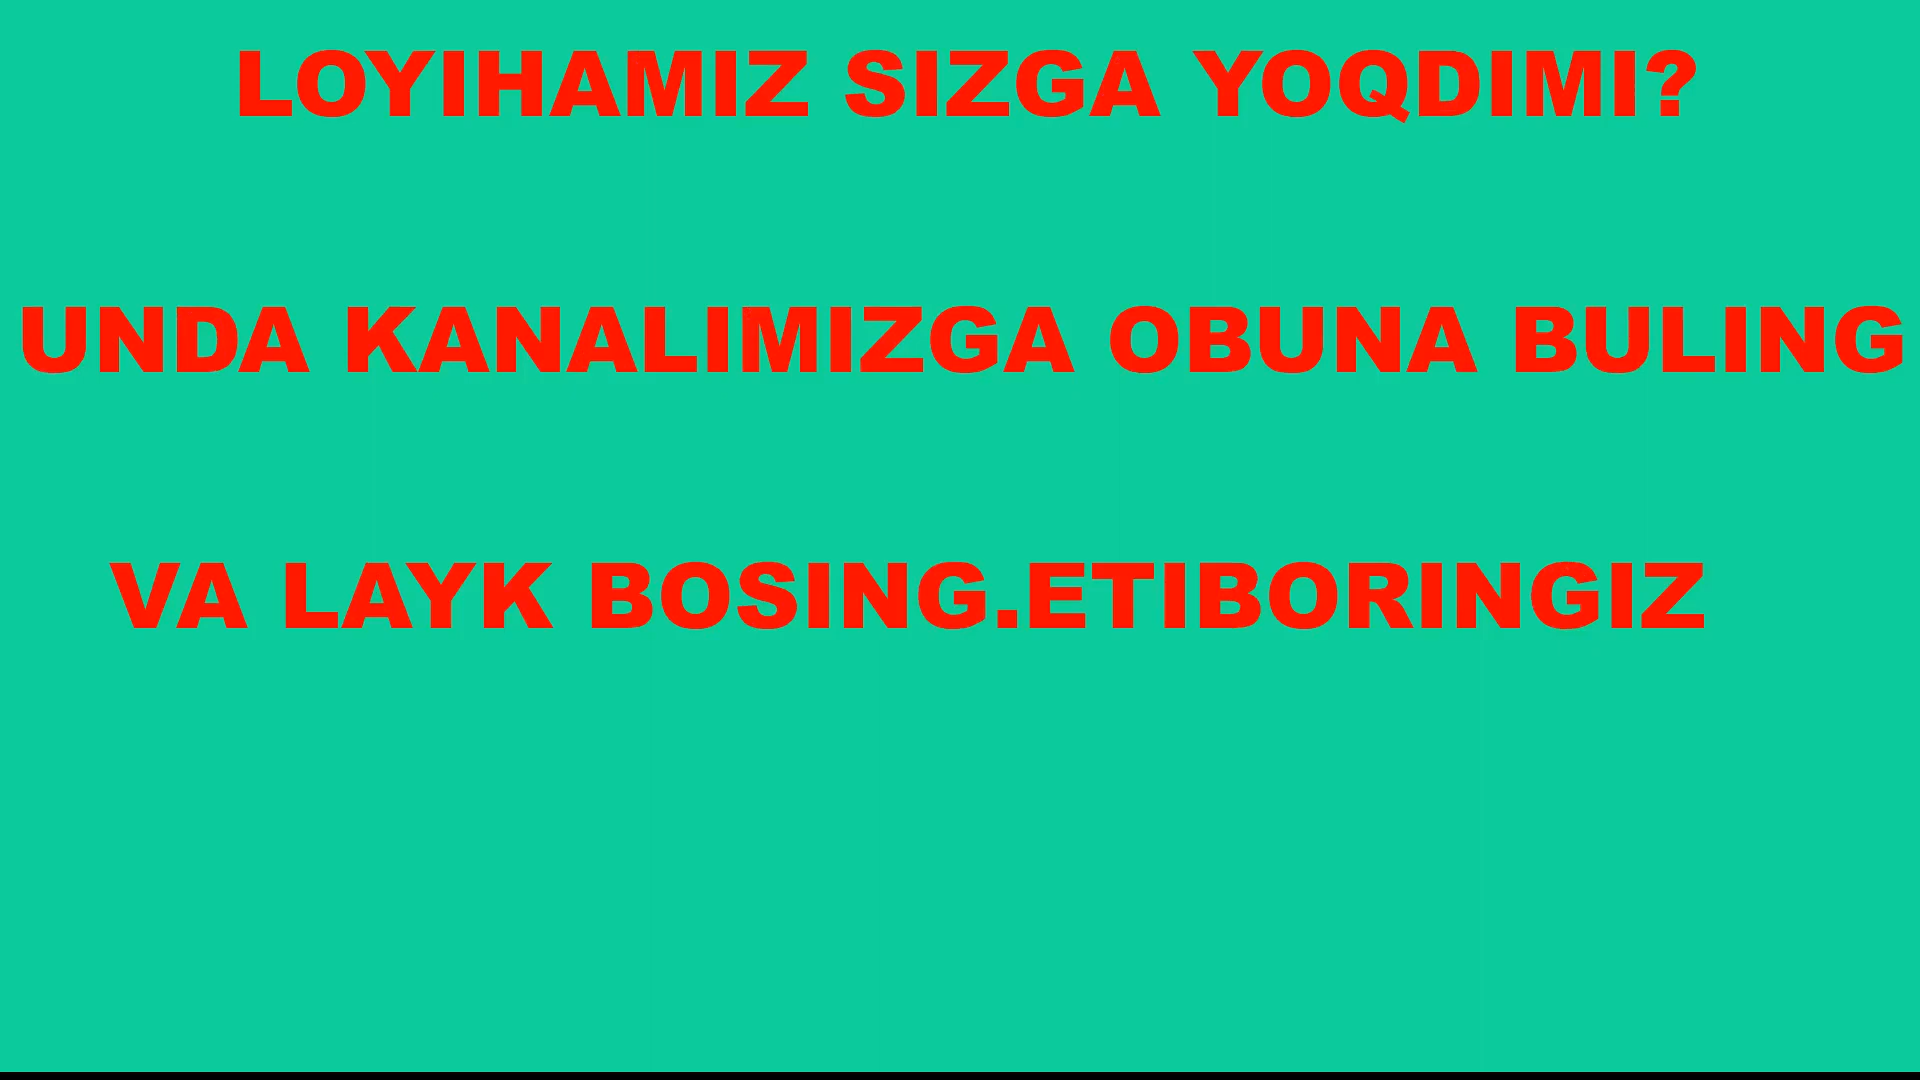 LOYIHAMIZ SIZGA YOQDIMI?
UNDA KANALIMIZGA OBUNA BULING
VA LAYK BOSING.ETIBORINGIZ